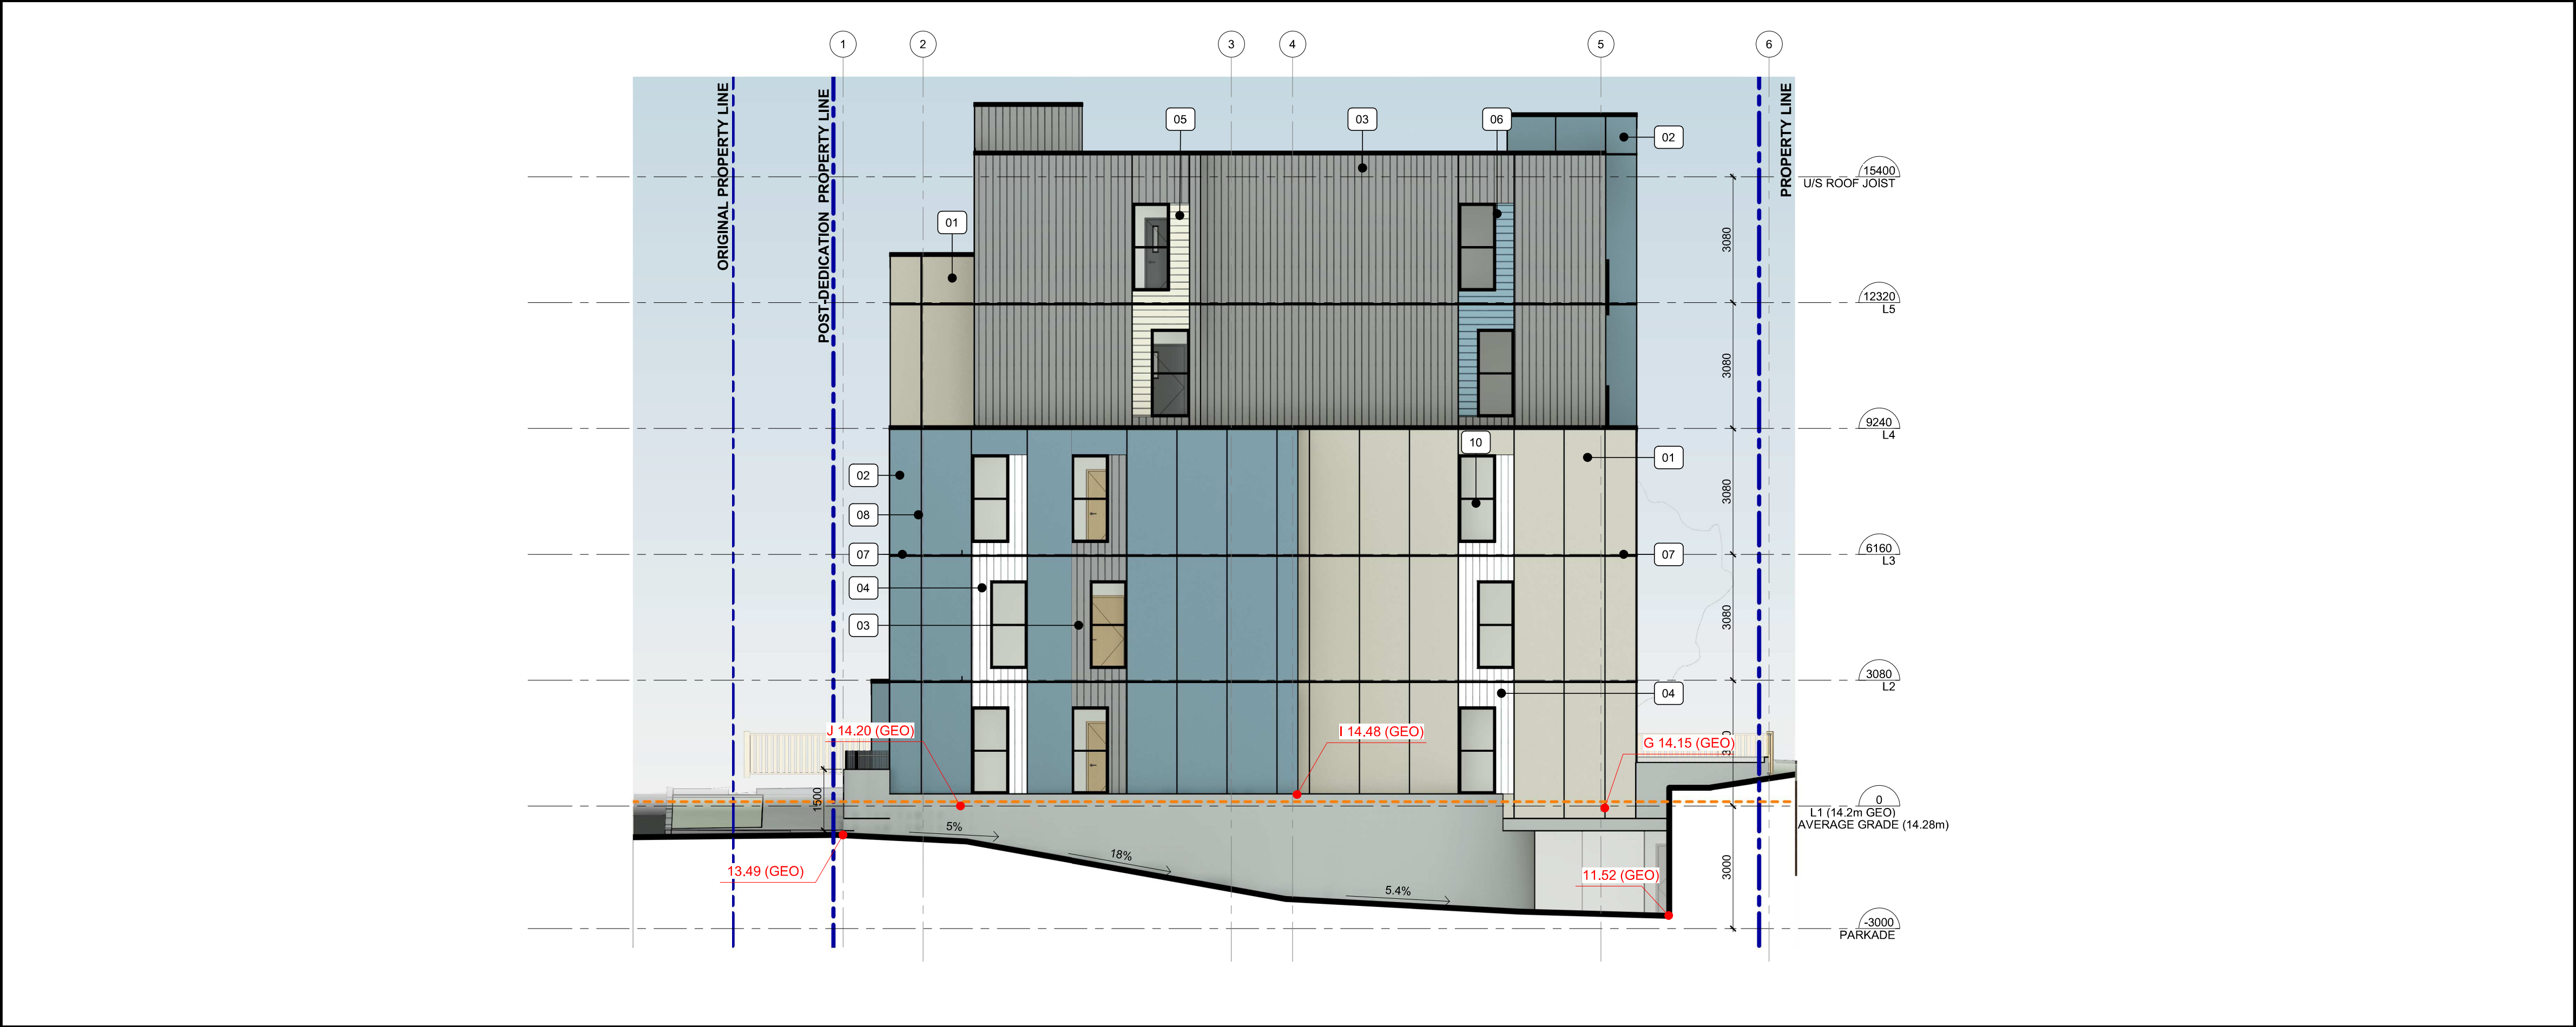 1
2
3
4
5
6
ORIGINAL PROPERTY LINE
POST-DEDICATION PROPERTY LINE
PROPERTY LINE
05
03
06
02
15400
U/S ROOF JOIST
01
3080
12320
L5
3080
9240
L4
10
01
02
3080
08
07
07
6160
L3
04
3080
03
3080
L2
04
J 14.20 (GEO)
I 14.48 (GEO)
G 14.15 (GEO)
1500
0
L1 (14.2m GEO)
AVERAGE GRADE (14.28m)
5%
18%
5.4%
13.49 (GEO)
11.52 (GEO)
3000
-3000
PARKADE